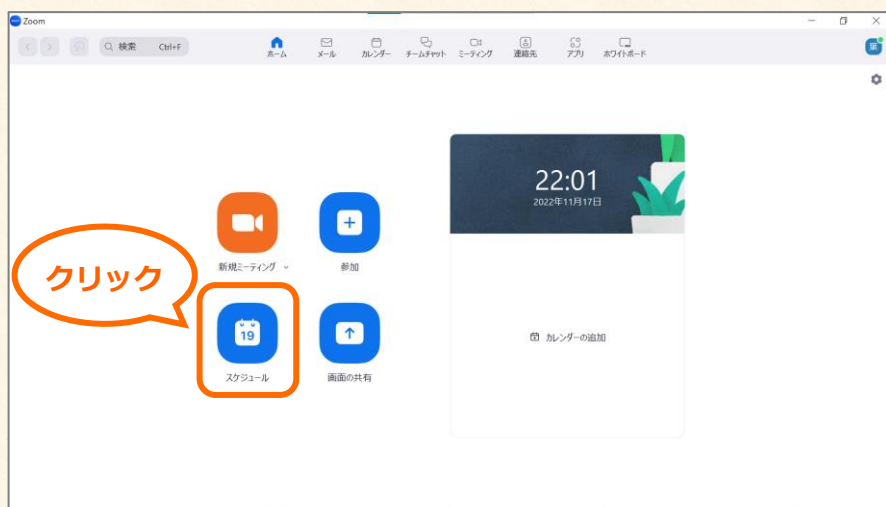 Zoom
検索 Ctrl+F
ホーム
メール
カレンダー
チームチャット
ミーティング
連絡先
アプリ
ホワイトボード
22:01
2022年11月17日
新規ミーティング
参加
クリック
19
スケジュール
画面の共有
カレンダーの追加